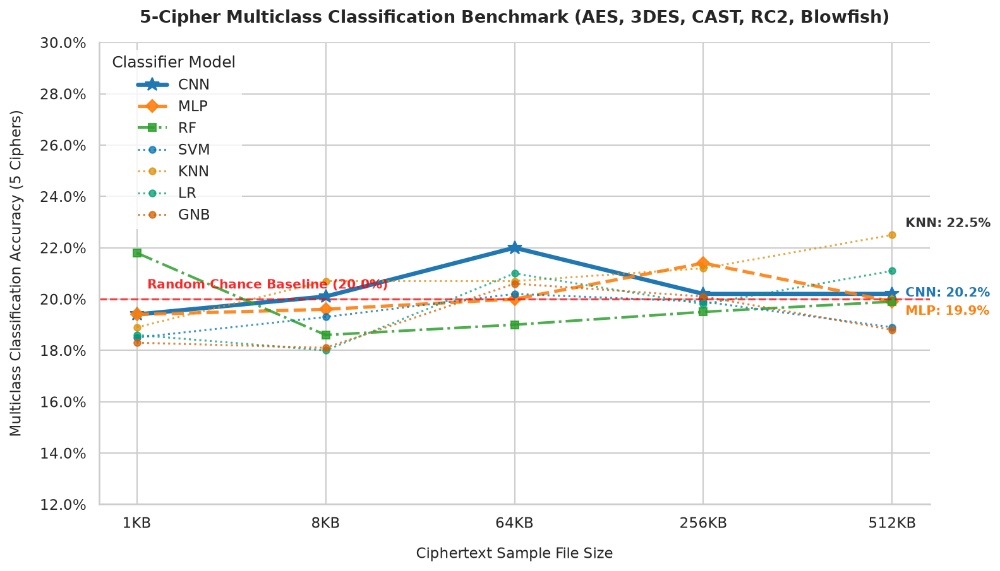 5-Cipher Multiclass Classification Benchmark (AES, 3DES, CAST, RC2, Blowfish)
Multiclass Classification Accuracy (5 Ciphers)
30.0%
28.0%
26.0%
24.0%
22.0%
20.0%
18.0%
16.0%
14.0%
12.0%
Classifier Model
CNN
MLP
RF
SVM
KNN
LR
GNB
Random Chance Baseline (20.0%)
KNN: 22.5%
CNN: 20.2%
MLP: 19.9%
1KB
8KB
64KB
256KB
512KB
Ciphertext Sample File Size